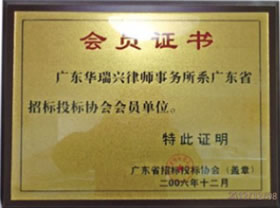 会员证书
广东华瑞兴律师事务所系广东省
招标投标协会会员单位。
特此证明
广东省招标投标协会（盖章）
二00六年十二月